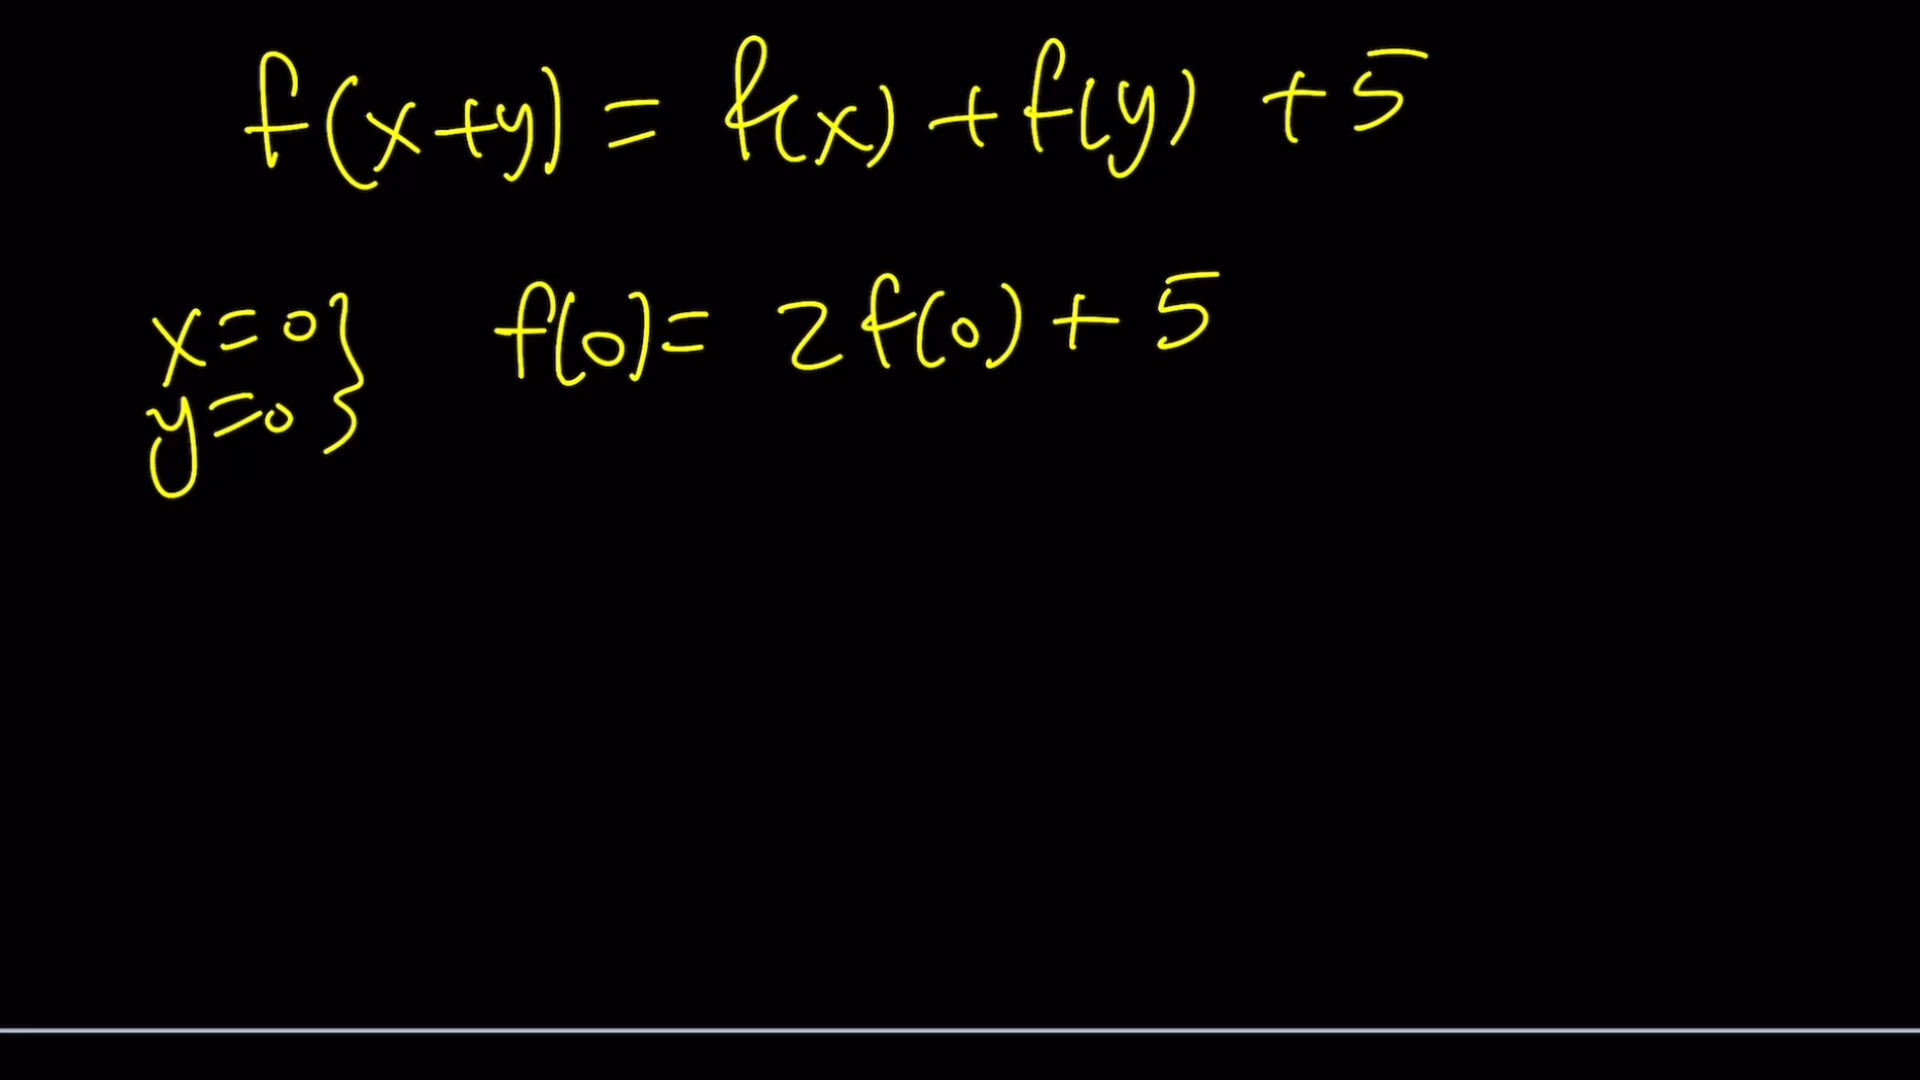 f(x+y) = f(x) + f(y) + 5
x=0 } f(0) = 2f(0) + 5
y=0